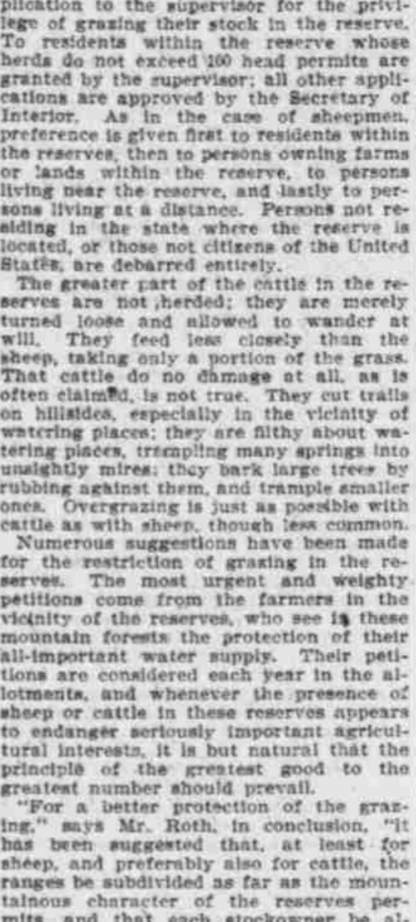 plication to the supervisor for the privi-
lege of grazing their stock in the reserve.
To residents within the reserve whose
herds do not exceed 100 head permits are
granted by the supervisor; all other appli-
cations are approved by the Secretary of
Interior. As in the case of sheepmen,
preference is given first to residents within
the reserves, then to persons owning farms
or lands within the reserve, to persons
living near the reserve, and lastly to per-
sons living at a distance. Persons not re-
siding in the state where the reserve is
located, or those not citizens of the United
States, are debarred entirely.
The greater part of the cattle in the re-
serves are not herded; they are merely
turned loose and allowed to wander at
will. They feed less closely than the
sheep, taking only a portion of the grass.
That cattle do no damage at all, as is
often claimed, is not true. They cut trails
on hillsides, especially in the vicinity of
watering places; they are filthy about wa-
tering places, trampling many springs into
unsightly mires; they bark large trees by
rubbing against them, and trample smaller
ones. Overgrazing is just as possible with
cattle as with sheep, though less common.
Numerous suggestions have been made
for the restriction of grazing in the re-
serves. The most urgent and weighty
petitions come from the farmers in the
vicinity of the reserves, who see in these
mountain forests the protection of their
all-important water supply. Their peti-
tions are considered each year in the al-
lotments, and whenever the presence of
sheep or cattle in these reserves appears
to endanger seriously important agricul-
tural interests, it is but natural that the
principle of the greatest good to the
greatest number should prevail.
"For a better protection of the graz-
ing," says Mr. Roth, in conclusion, "it
has been suggested that, at least for
sheep, and preferably also for cattle, the
ranges be subdivided as far as the moun-
tainous character of the reserves per-
mits, and that each stockowner be as-